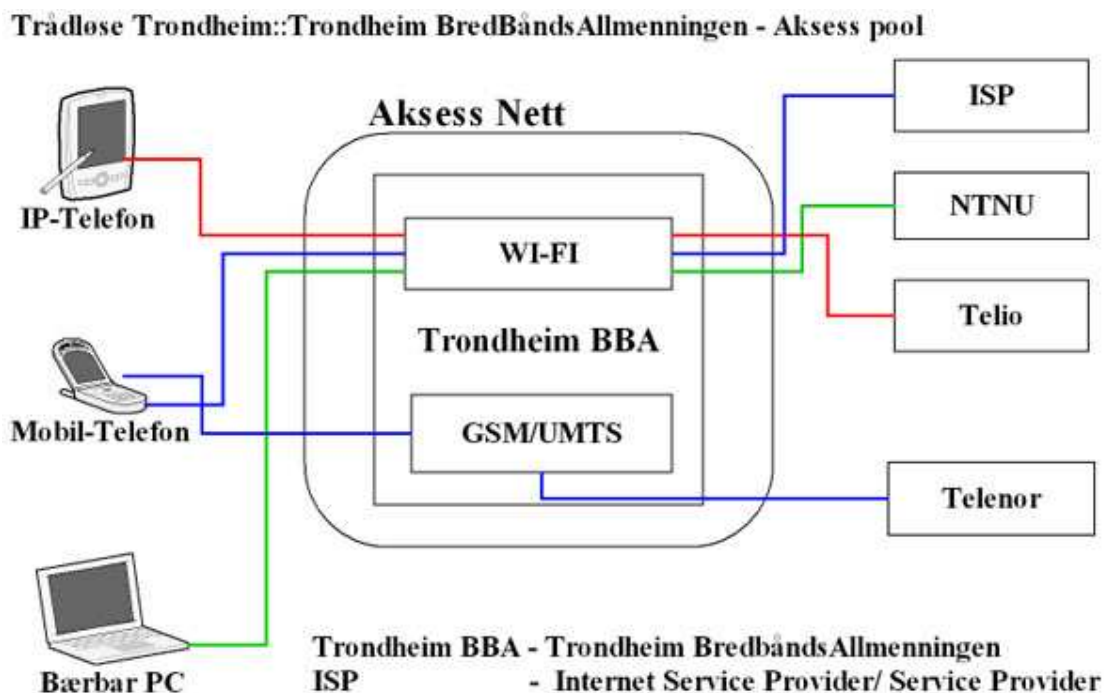 Trådløse Trondheim::Trondheim BredBåndsAllmenningen - Aksess pool
Aksess Nett
ISP
IP-Telefon
WI-FI
NTNU
Trondheim BBA
Telio
Mobil-Telefon
GSM/UMTS
Telenor
Bærbar PC
Trondheim BBA - Trondheim BredbåndsAllmenningen
ISP - Internet Service Provider/ Service Provider